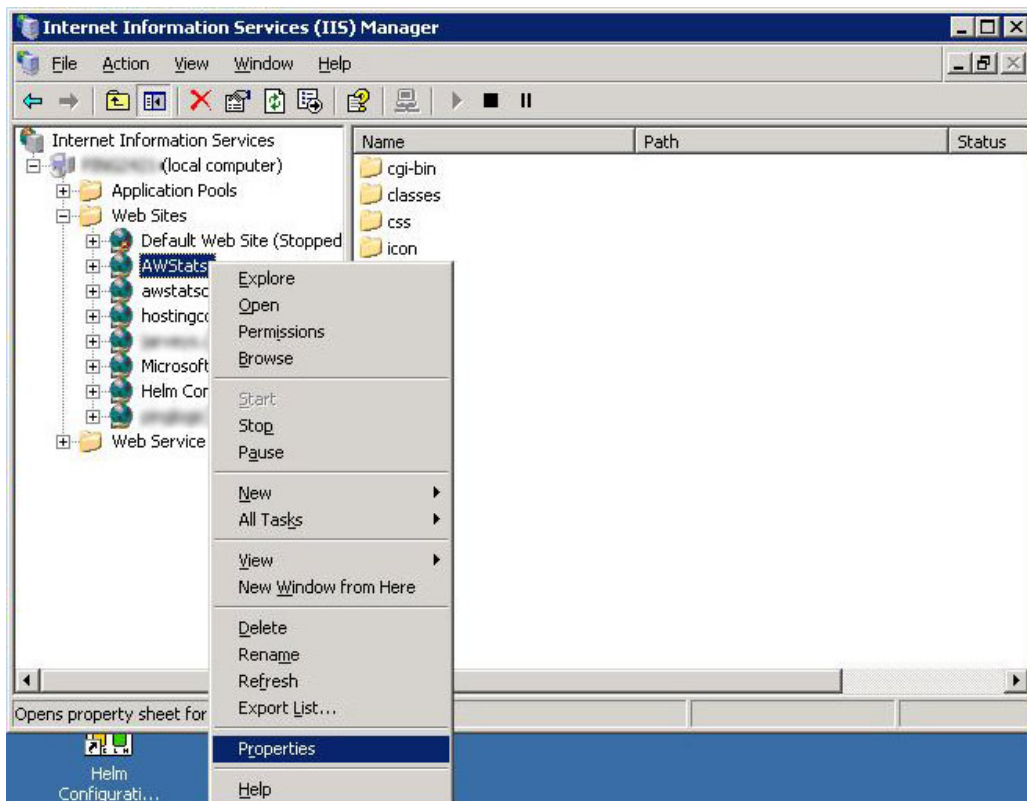 Internet Information Services (IIS) Manager
File Action View Window Help
Internet Information Services
(local computer)
Application Pools
Web Sites
Default Web Site (Stopped
AWStats
awstatsc
hostingco
Microsoft
Helm Cor
Web Service
Name Path Status
cgi-bin
classes
css
icon
Explore
Open
Permissions
Browse
Start
Stop
Pause
New
All Tasks
View
New Window from Here
Delete
Rename
Refresh
Export List...
Properties
Help
Opens property sheet for
HELM
Helm
Configurati...